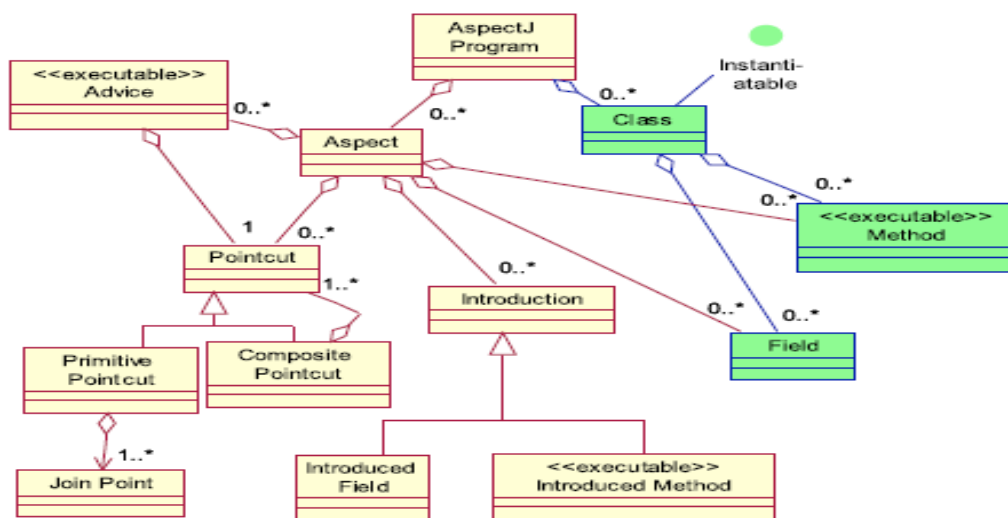 AspectJ
Program
Instanti-
atable
<<executable>>
Advice
0..*
0..*
0..*
Class
Aspect
0..*
0..*
<<executable>>
Method
1
0..*
Pointcut
0..*
1..*
Introduction
0..*
0..*
Field
Primitive
Pointcut
Composite
Pointcut
1..*
Join Point
Introduced
Field
<<executable>>
Introduced Method